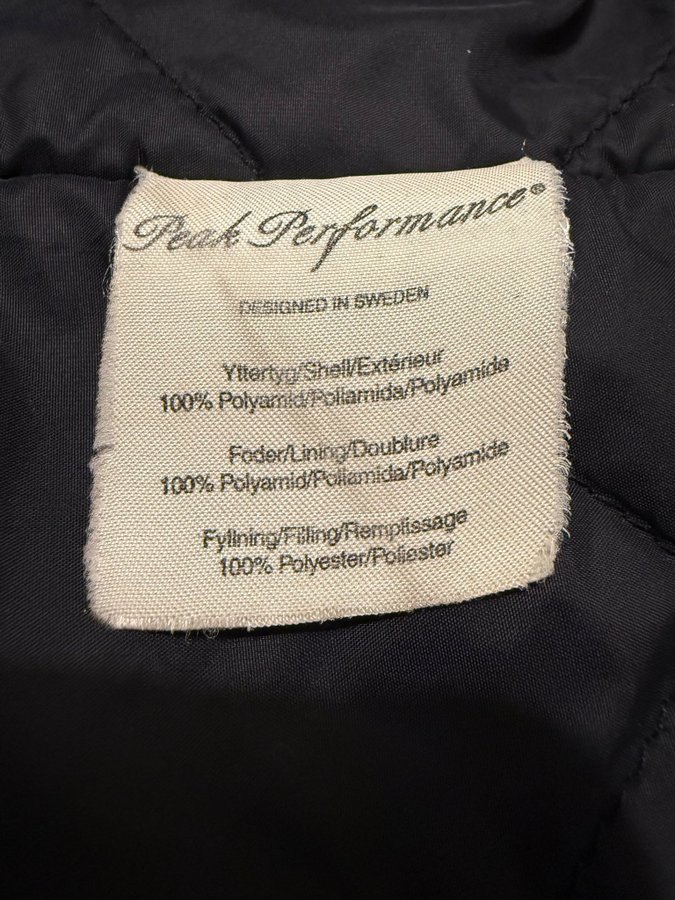 Peak Performance®
DESIGNED IN SWEDEN
Yttertyg/Shell/Extérieur
100% Polyamid/Poliamida/Polyamide
Foder/Lining/Doublure
100% Polyamid/Poliamida/Polyamide
Fyllning/Filling/Remplissage
100% Polyester/Poliester